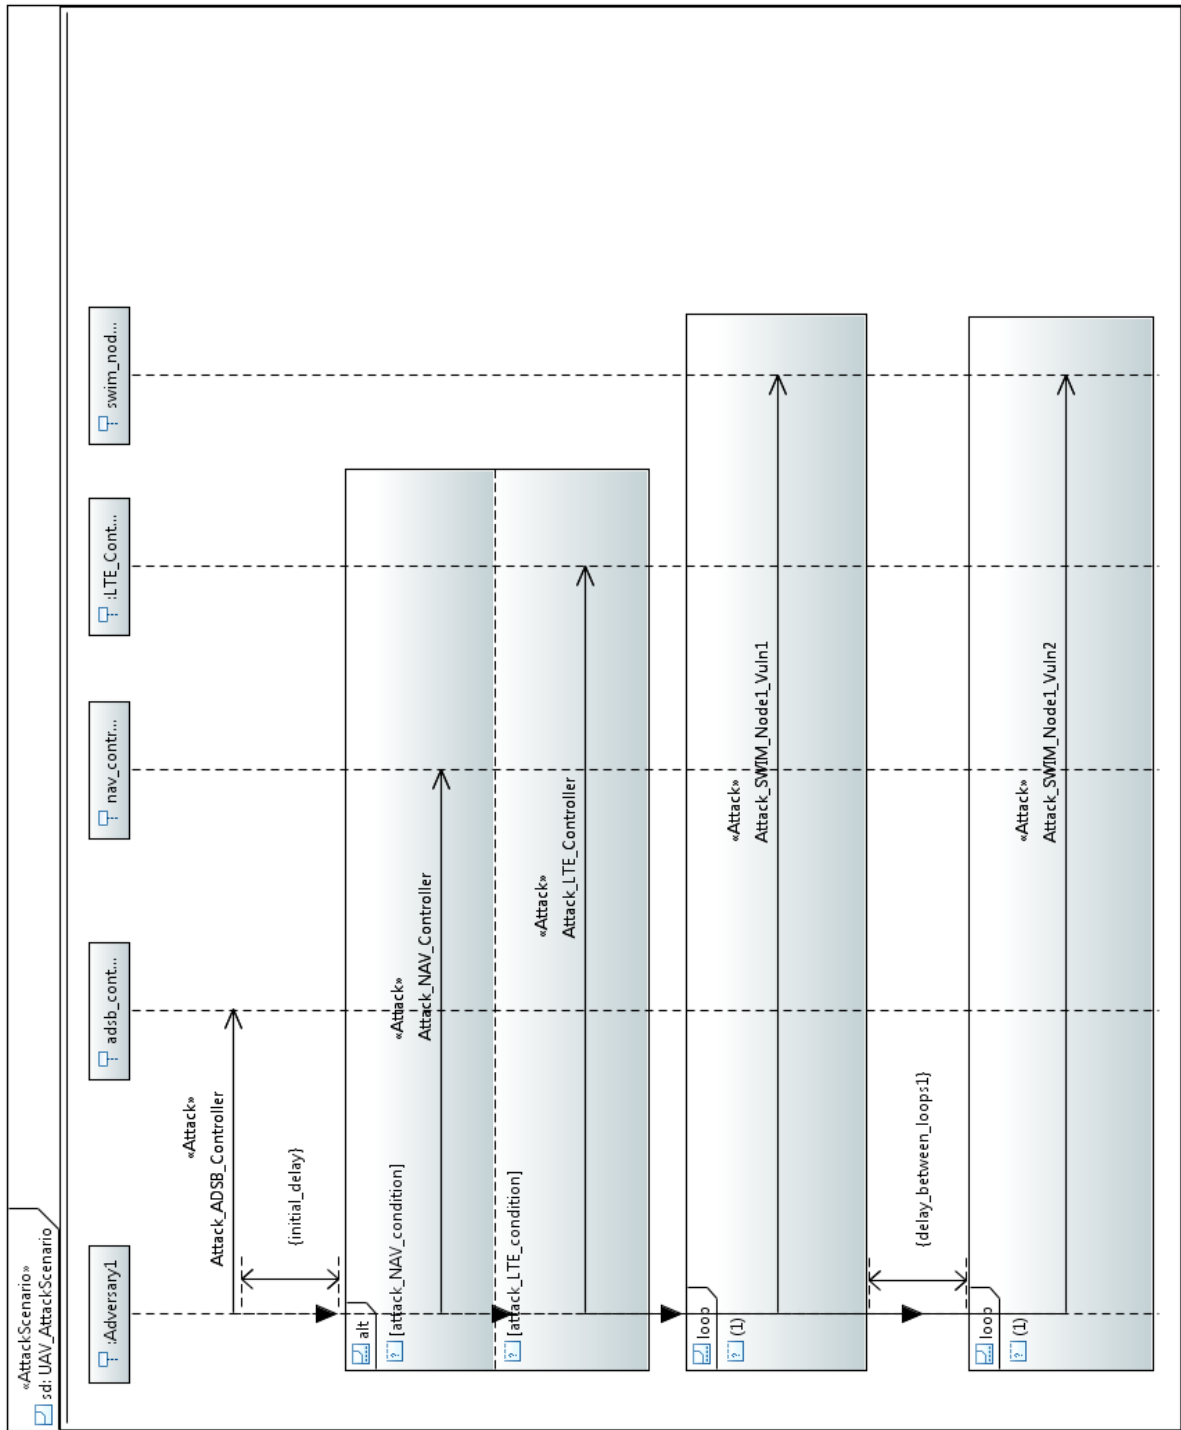 «AttackScenario»
sd: UAV_AttackScenario
:Adversary1
adsb_cont...
nav_contr...
:LTE_Cont...
swim_nod...
«Attack»
Attack_ADSB_Controller
{initial_delay}
alt
[attack_NAV_condition]
«Attack»
Attack_NAV_Controller
[attack_LTE_condition]
«Attack»
Attack_LTE_Controller
loop
(1)
«Attack»
Attack_SWIM_Node1_Vuln1
{delay_between_loops1}
loop
(1)
«Attack»
Attack_SWIM_Node1_Vuln2